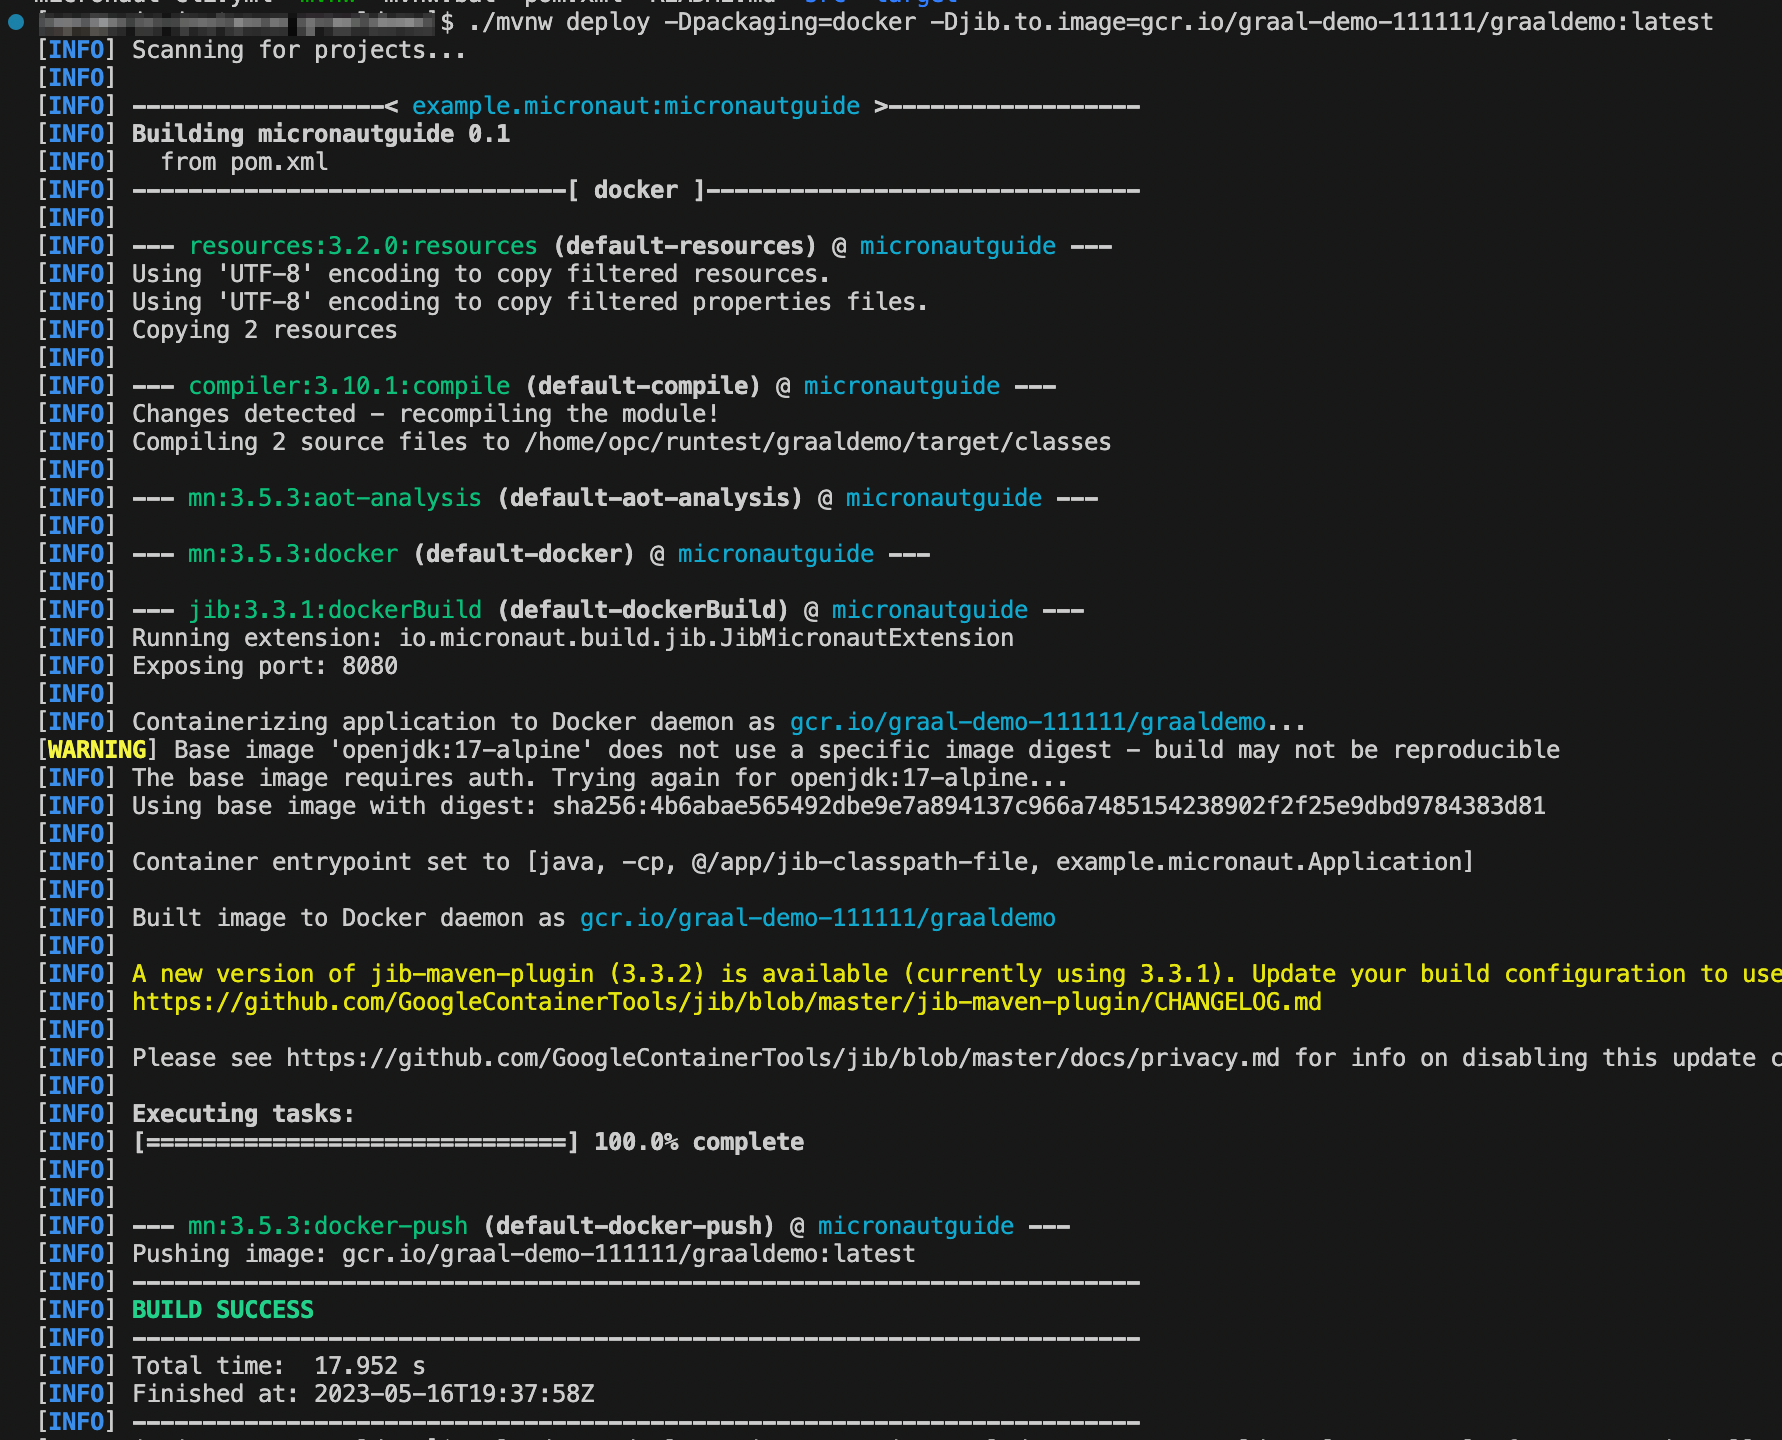 $ ./mvnw deploy -Dpackaging=docker -Djib.to.image=gcr.io/graal-demo-111111/graaldemo:latest
[INFO] Scanning for projects...
[INFO]
[INFO] ------------------< example.micronaut:micronautguide >------------------
[INFO] Building micronautguide 0.1
[INFO]   from pom.xml
[INFO] -------------------------------[ docker ]-------------------------------
[INFO]
[INFO] --- resources:3.2.0:resources (default-resources) @ micronautguide ---
[INFO] Using 'UTF-8' encoding to copy filtered resources.
[INFO] Using 'UTF-8' encoding to copy filtered properties files.
[INFO] Copying 2 resources
[INFO]
[INFO] --- compiler:3.10.1:compile (default-compile) @ micronautguide ---
[INFO] Changes detected - recompiling the module!
[INFO] Compiling 2 source files to /home/opc/runtest/graaldemo/target/classes
[INFO]
[INFO] --- mn:3.5.3:aot-analysis (default-aot-analysis) @ micronautguide ---
[INFO]
[INFO] --- mn:3.5.3:docker (default-docker) @ micronautguide ---
[INFO]
[INFO] --- jib:3.3.1:dockerBuild (default-dockerBuild) @ micronautguide ---
[INFO] Running extension: io.micronaut.build.jib.JibMicronautExtension
[INFO] Exposing port: 8080
[INFO]
[INFO] Containerizing application to Docker daemon as gcr.io/graal-demo-111111/graaldemo...
[WARNING] Base image 'openjdk:17-alpine' does not use a specific image digest - build may not be reproducible
[INFO] The base image requires auth. Trying again for openjdk:17-alpine...
[INFO] Using base image with digest: sha256:4b6abae565492dbe9e7a894137c966a7485154238902f2f25e9dbd9784383d81
[INFO]
[INFO] Container entrypoint set to [java, -cp, @/app/jib-classpath-file, example.micronaut.Application]
[INFO]
[INFO] Built image to Docker daemon as gcr.io/graal-demo-111111/graaldemo
[INFO]
[INFO] A new version of jib-maven-plugin (3.3.2) is available (currently using 3.3.1). Update your build configuration to use
[INFO] https://github.com/GoogleContainerTools/jib/blob/master/jib-maven-plugin/CHANGELOG.md
[INFO]
[INFO] Please see https://github.com/GoogleContainerTools/jib/blob/master/docs/privacy.md for info on disabling this update c
[INFO]
[INFO] Executing tasks:
[INFO] [==============================] 100.0% complete
[INFO]
[INFO]
[INFO] --- mn:3.5.3:docker-push (default-docker-push) @ micronautguide ---
[INFO] Pushing image: gcr.io/graal-demo-111111/graaldemo:latest
[INFO] ------------------------------------------------------------------------
[INFO] BUILD SUCCESS
[INFO] ------------------------------------------------------------------------
[INFO] Total time:  17.952 s
[INFO] Finished at: 2023-05-16T19:37:58Z
[INFO] ------------------------------------------------------------------------